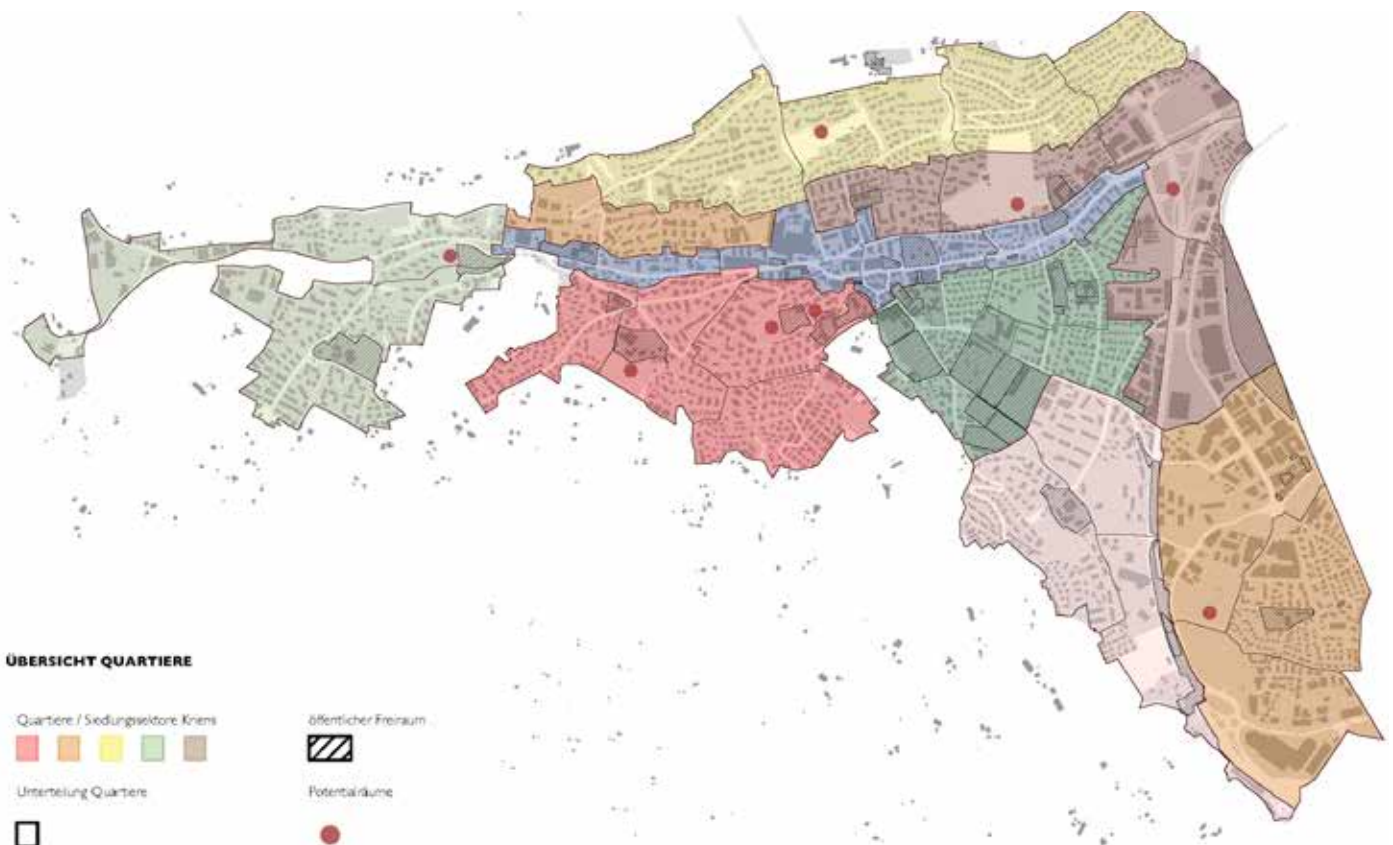 ÜBERSICHT QUARTIERE
Quartiere / Siedlungssektore Kriens
öffentlicher Freiraum
Unterteilung Quartiere
Potentialräume